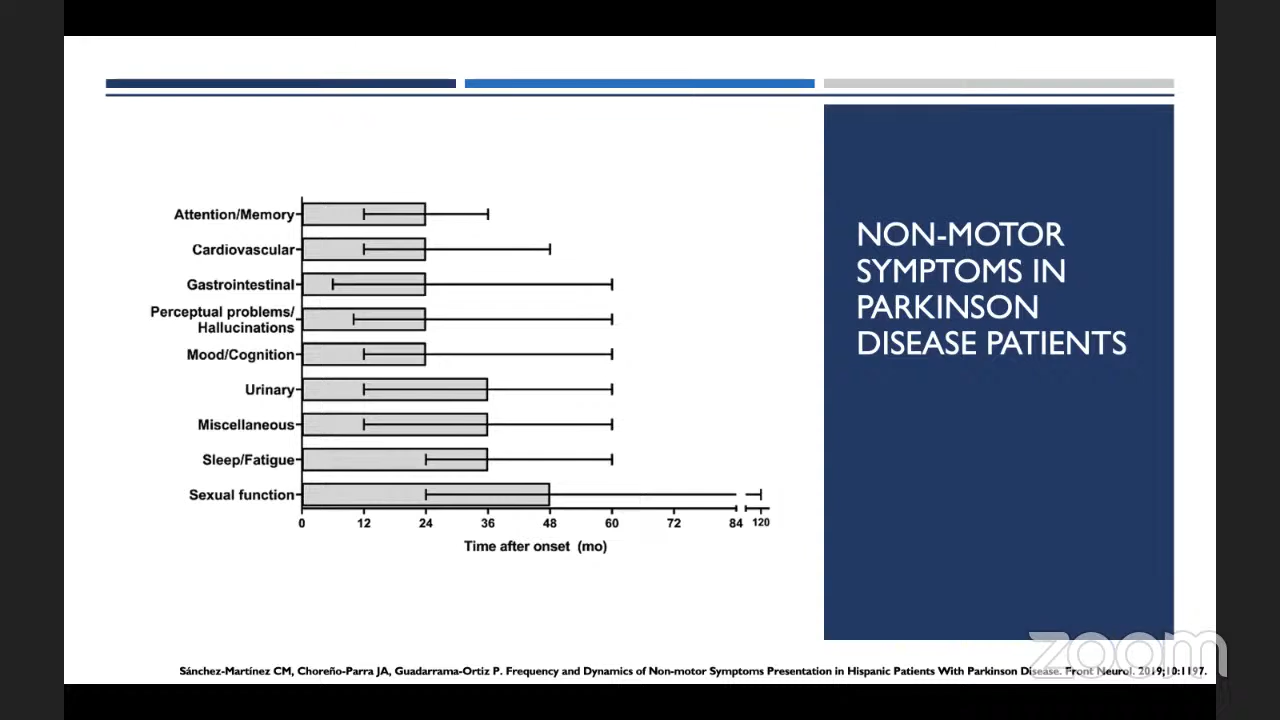 NON-MOTOR
SYMPTOMS IN
PARKINSON
DISEASE PATIENTS
Attention/Memory
Cardiovascular
Gastrointestinal
Perceptual problems/
Hallucinations
Mood/Cognition
Urinary
Miscellaneous
Sleep/Fatigue
Sexual function
0 12 24 36 48 60 72 84 120
Time after onset (mo)
Sánchez-Martínez CM, Choreño-Parra JA, Guadarrama-Ortiz P. Frequency and Dynamics of Non-motor Symptoms Presentation in Hispanic Patients With Parkinson Disease. Front Neurol. 2019;10:1197.
zoom